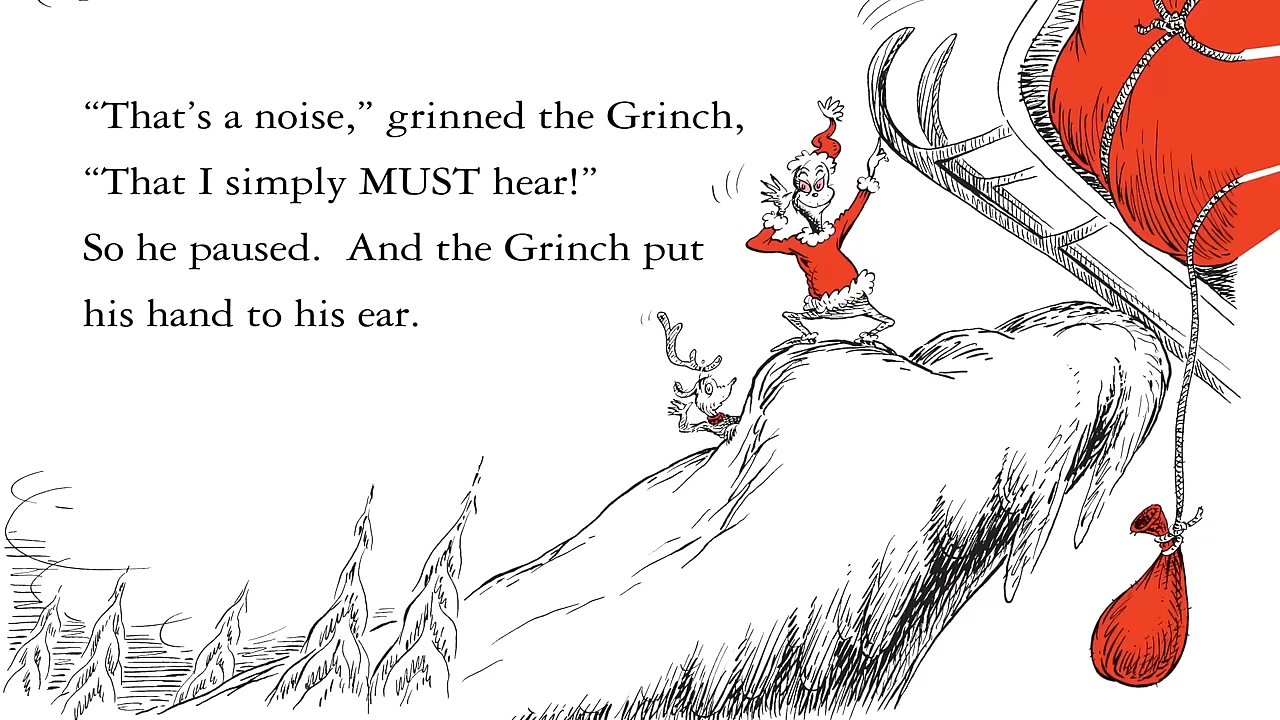 “That’s a noise,” grinned the Grinch,
“That I simply MUST hear!”
So he paused.  And the Grinch put
his hand to his ear.